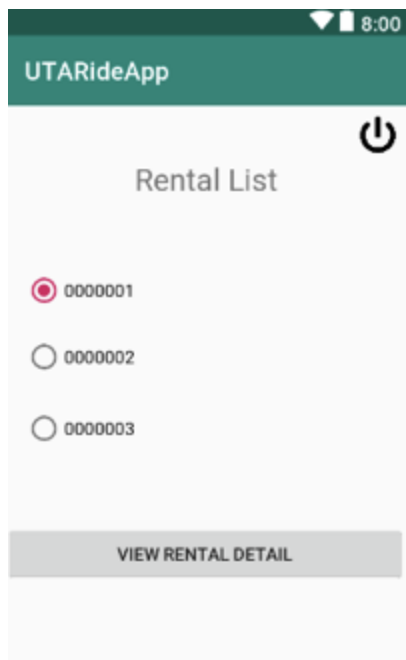 8:00
UTARideApp
Rental List
0000001
0000002
0000003
VIEW RENTAL DETAIL